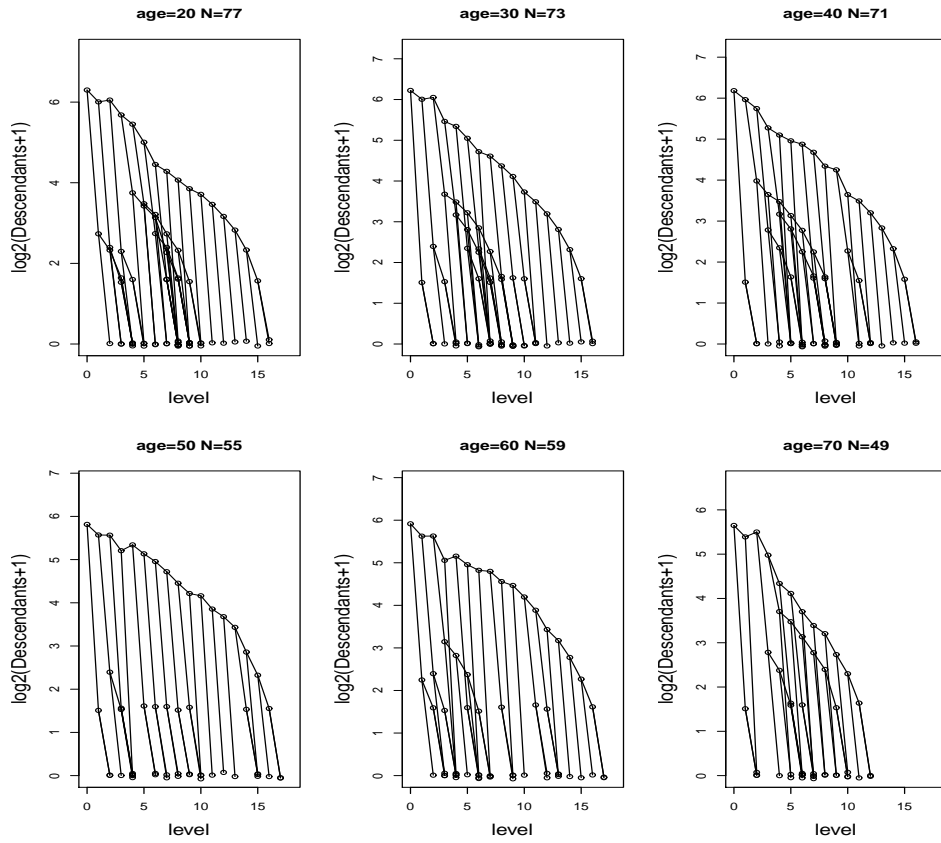 age=20 N=77
age=30 N=73
age=40 N=71
log2(Descendants+1)
0 2 4 6
0 5 10 15
level
log2(Descendants+1)
0 1 2 3 4 5 6 7
0 5 10 15
level
log2(Descendants+1)
0 1 2 3 4 5 6 7
0 5 10 15
level
age=50 N=55
age=60 N=59
age=70 N=49
log2(Descendants+1)
0 1 2 3 4 5 6 7
0 5 10 15
level
log2(Descendants+1)
0 1 2 3 4 5 6 7
0 5 10 15
level
log2(Descendants+1)
0 1 2 3 4 5 6
0 5 10 15
level